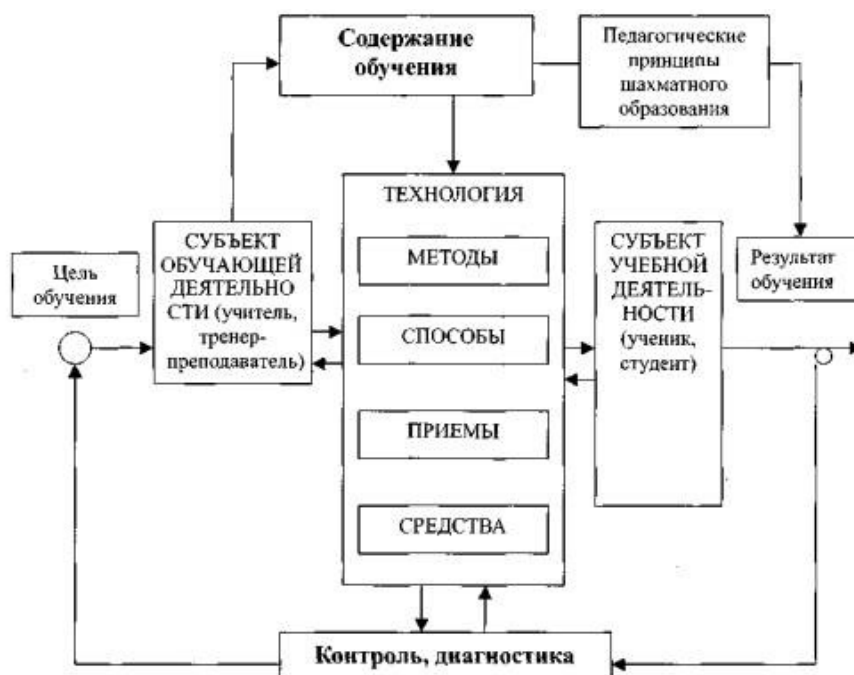 Содержание
обучения
Педагогические
принципы
шахматного
образования
ТЕХНОЛОГИЯ
МЕТОДЫ
СПОСОБЫ
ПРИЕМЫ
СРЕДСТВА
Цель
обучения
СУБЪЕКТ
ОБУЧАЮЩЕЙ
ДЕЯТЕЛЬНО
СТИ (учитель,
тренер-
преподаватель)
СУБЪЕКТ
УЧЕБНОЙ
ДЕЯТЕЛЬ-
НОСТИ
(ученик,
студент)
Результат
обучения
Контроль, диагностика